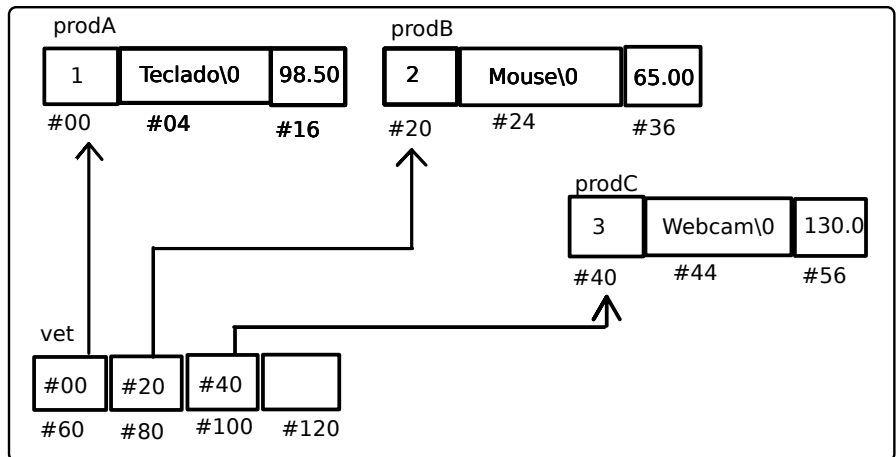 prodA
1 Teclado\0 98.50
#00 #04 #16
prodB
2 Mouse\0 65.00
#20 #24 #36
prodC
3 Webcam\0 130.0
#40 #44 #56
vet
#00 #20 #40
#60 #80 #100 #120